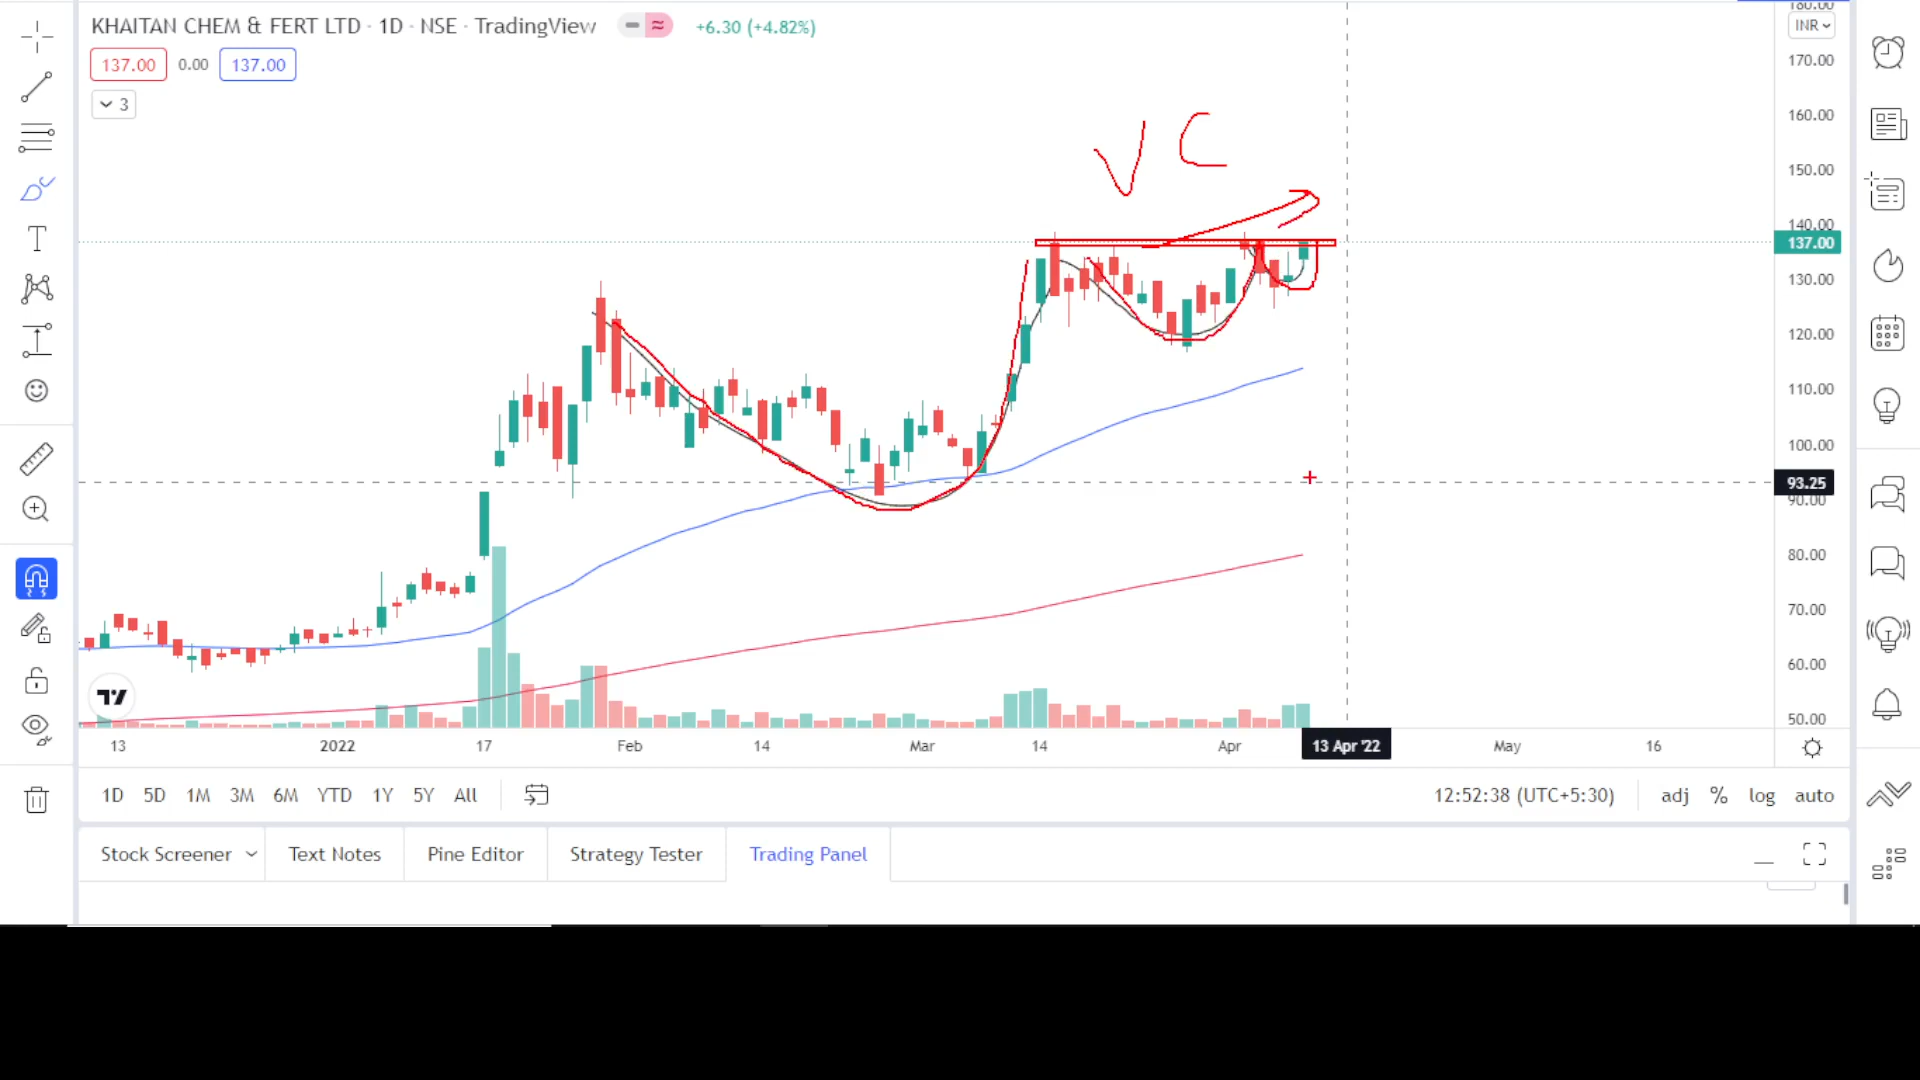 KHAITAN CHEM & FERT LTD · 1D · NSE · TradingView
+6.30 (+4.82%)
137.00 0.00 137.00
3
INR
180.00
170.00
160.00
150.00
140.00
137.00
130.00
120.00
110.00
100.00
93.25
90.00
80.00
70.00
60.00
50.00
V C
13 2022 17 Feb 14 Mar 14 Apr 13 Apr '22 May 16
1D 5D 1M 3M 6M YTD 1Y 5Y All
12:52:38 (UTC+5:30) adj % log auto
Stock Screener Text Notes Pine Editor Strategy Tester Trading Panel